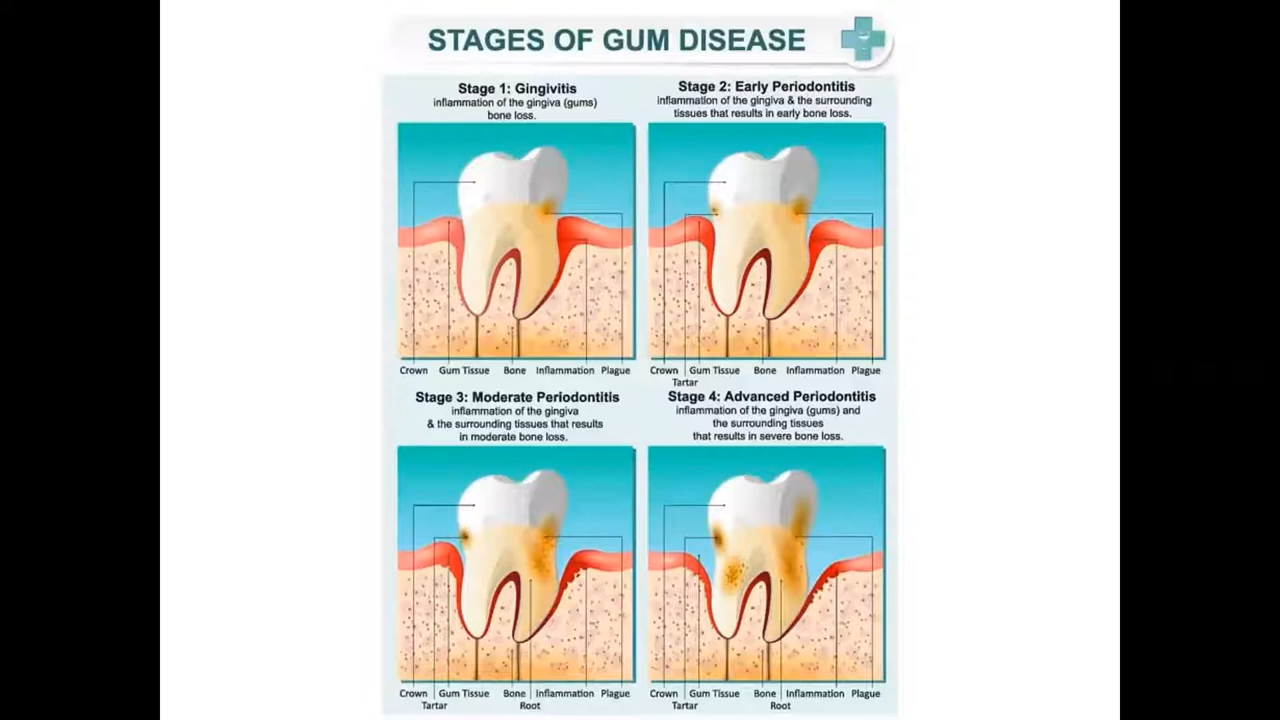 STAGES OF GUM DISEASE
Stage 1: Gingivitis
inflammation of the gingiva (gums)
bone loss.
Crown Gum Tissue Bone Inflammation Plague
Stage 2: Early Periodontitis
inflammation of the gingiva & the surrounding
tissues that results in early bone loss.
Crown Gum Tissue Bone Inflammation Plague
Tartar
Stage 3: Moderate Periodontitis
inflammation of the gingiva
& the surrounding tissues that results
in moderate bone loss.
Crown Gum Tissue Bone Inflammation Plague
Tartar Root
Stage 4: Advanced Periodontitis
inflammation of the gingiva (gums) and
the surrounding tissues
that results in severe bone loss.
Crown Gum Tissue Bone Inflammation Plague
Tartar Root